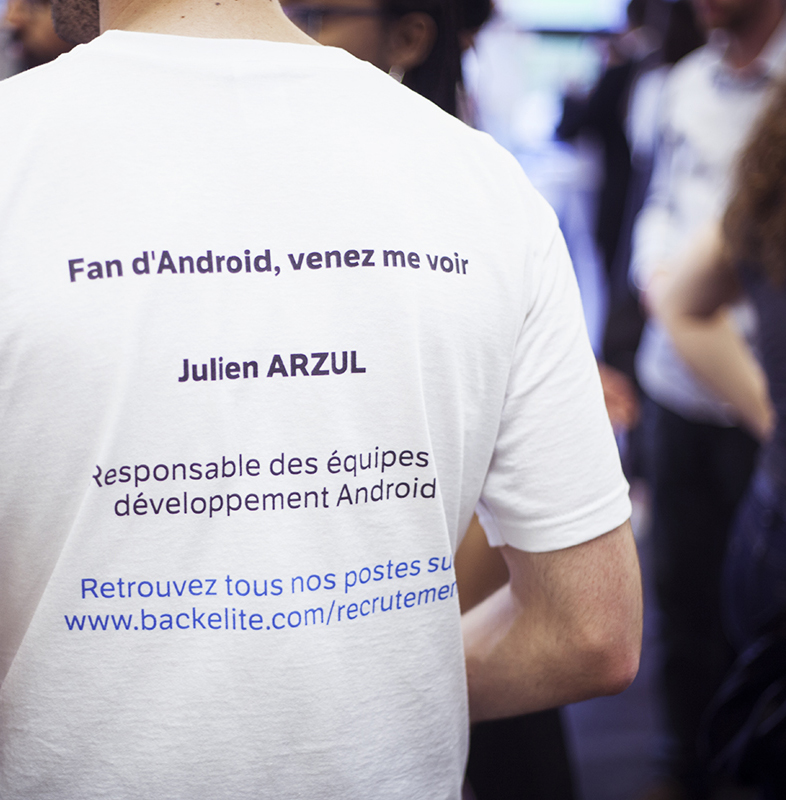 Fan d'Android, venez me voir
Julien ARZUL
Responsable des équipes
développement Android
Retrouvez tous nos postes su
www.backelite.com/recrutemen